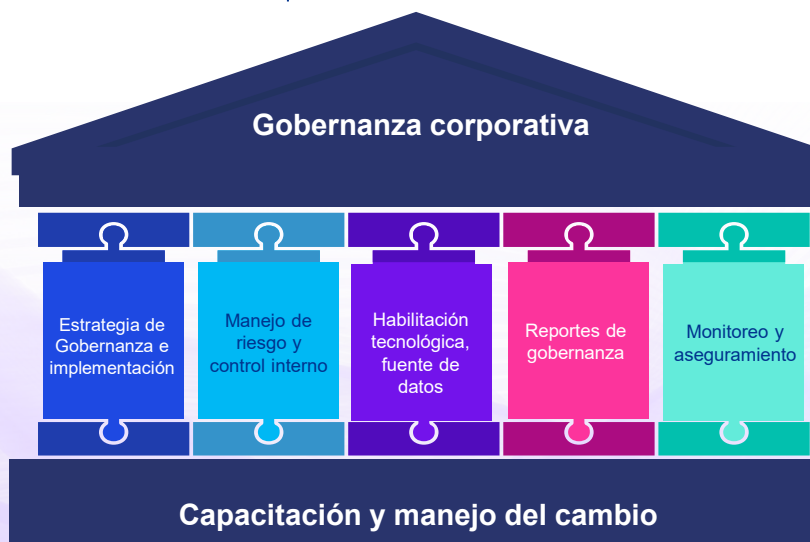 Gobernanza corporativa
Estrategia de
Gobernanza e
implementación
Manejo de
riesgo y
control interno
Habilitación
tecnológica,
fuente de
datos
Reportes de
gobernanza
Monitoreo y
aseguramiento
Capacitación y manejo del cambio